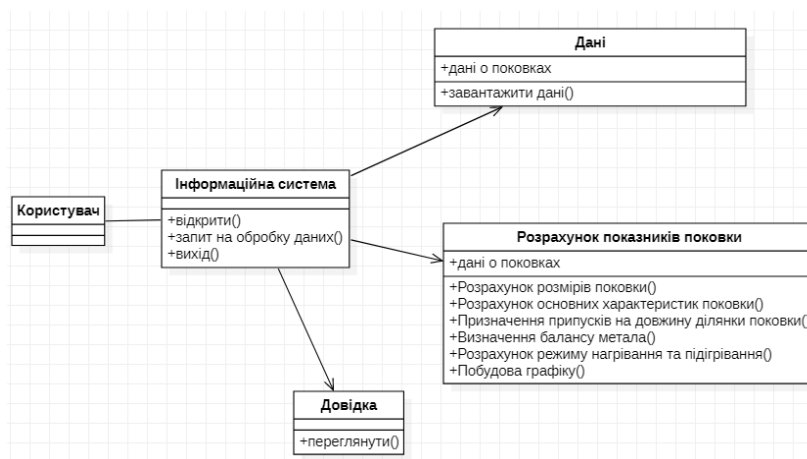 Дані
+дані о поковках
+завантажити дані()
Інформаційна система
+відкрити()
+запит на обробку даних()
+вихід()
Користувач
Розрахунок показників поковки
+дані о поковках
+Розрахунок розмірів поковки()
+Розрахунок основних характеристик поковки()
+Призначення припусків на довжину ділянки поковки()
+Визначення балансу метала()
+Розрахунок режиму нагрівання та підігрівання()
+Побудова графіку()
Довідка
+переглянути()